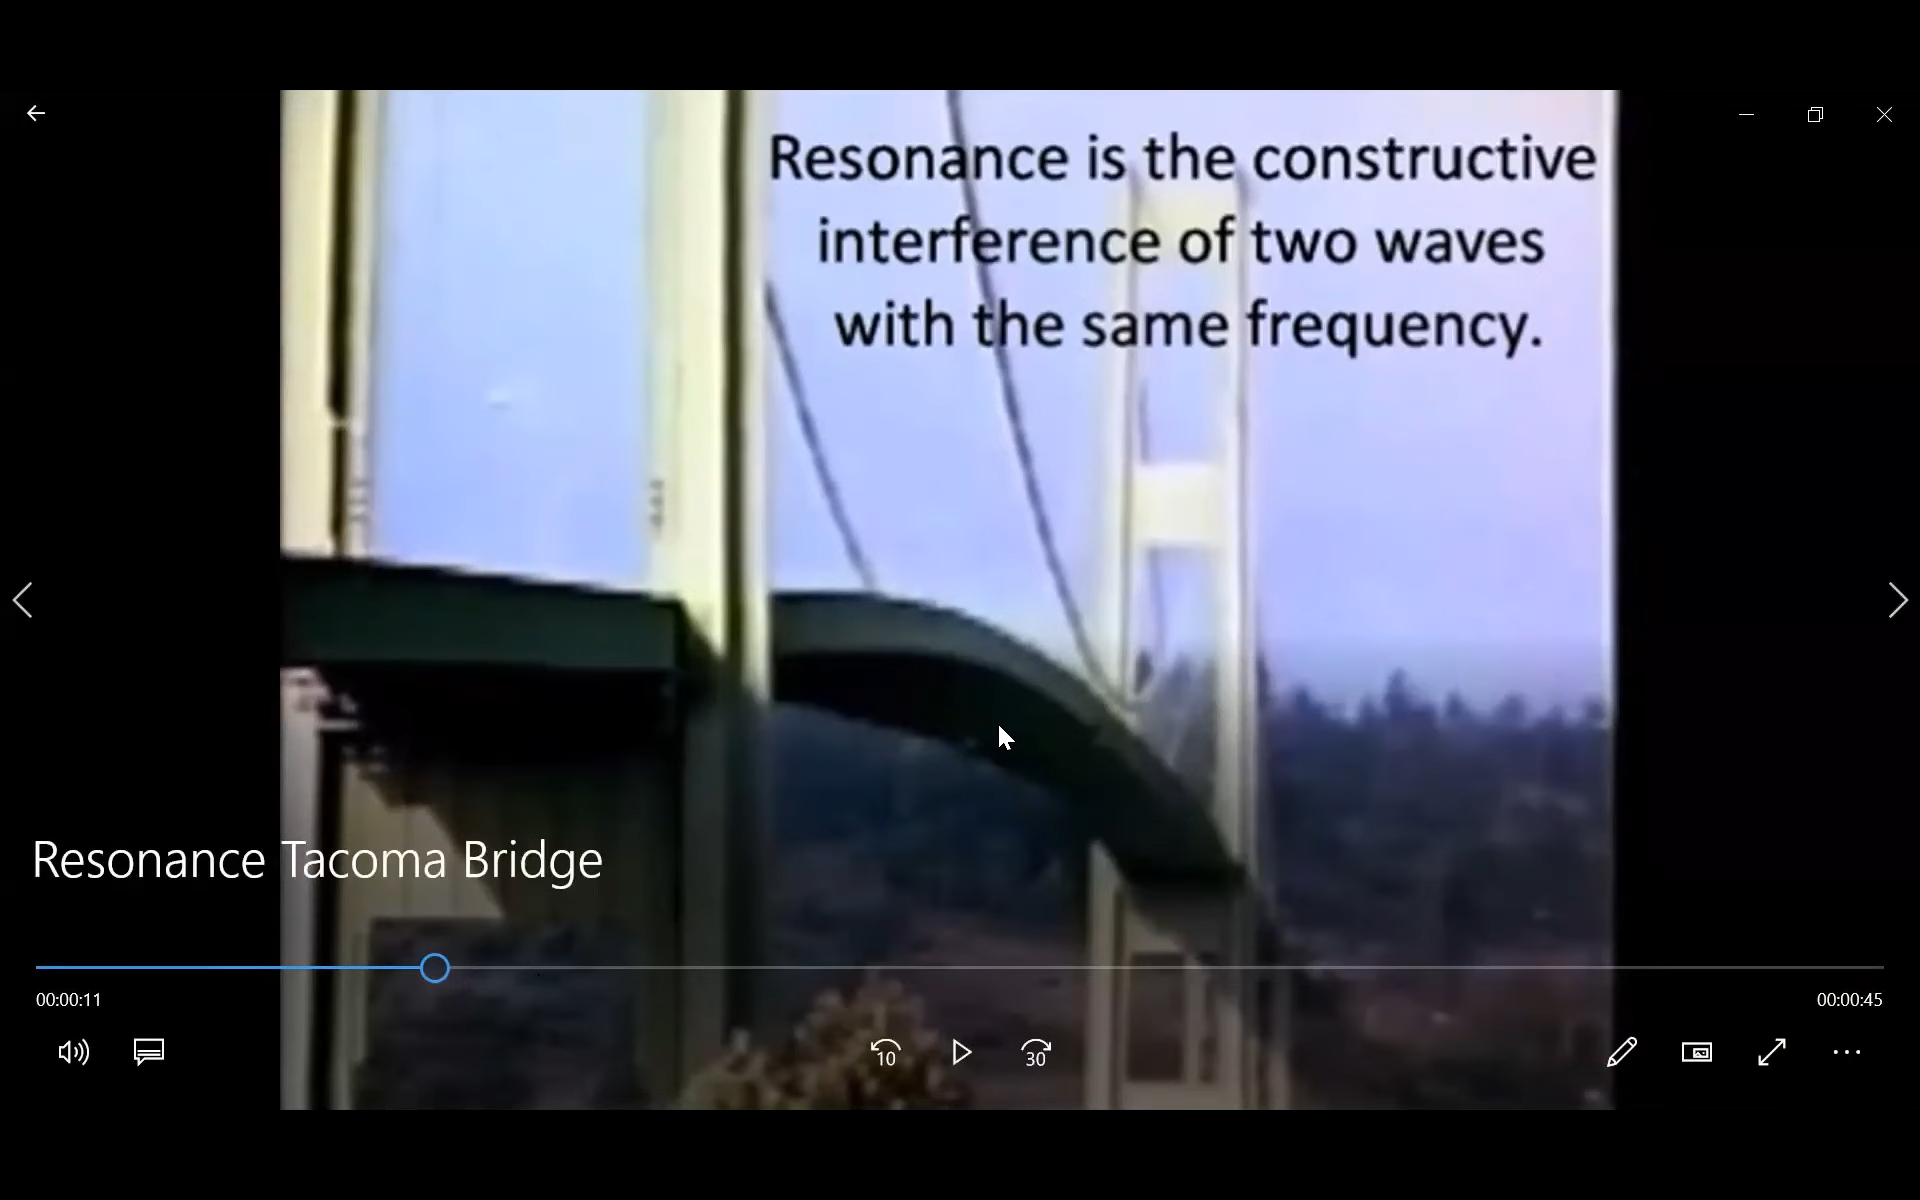 Resonance is the constructive
interference of two waves
with the same frequency.
Resonance Tacoma Bridge
00:00:11
00:00:45
10
30